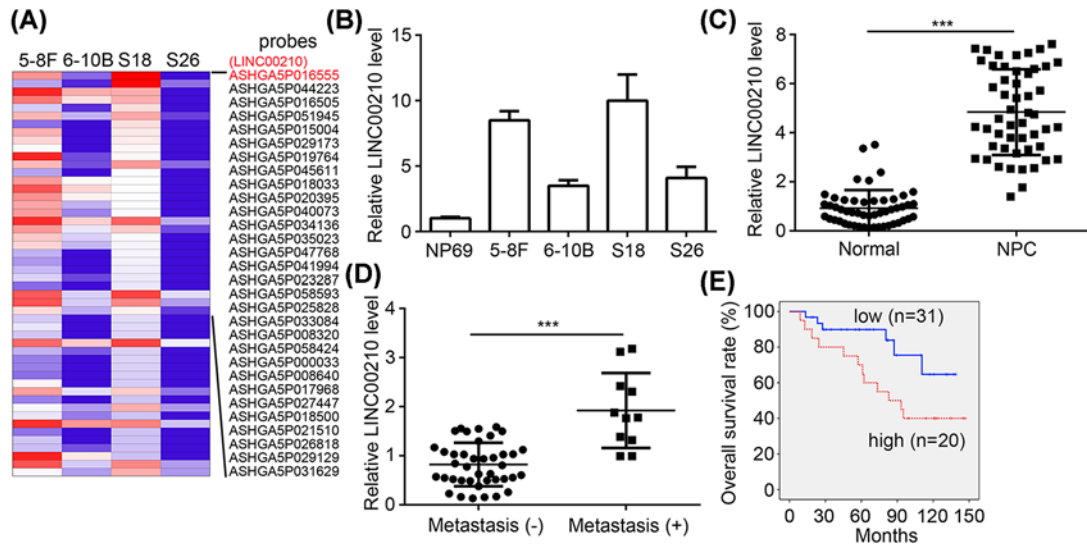 (A)
probes
5-8F 6-10B S18 S26
(LINC00210)
ASHGA5P016555
ASHGA5P044223
ASHGA5P016505
ASHGA5P051945
ASHGA5P015004
ASHGA5P029173
ASHGA5P019764
ASHGA5P045611
ASHGA5P018033
ASHGA5P020395
ASHGA5P040073
ASHGA5P034136
ASHGA5P035023
ASHGA5P047768
ASHGA5P041994
ASHGA5P023287
ASHGA5P058593
ASHGA5P025828
ASHGA5P033084
ASHGA5P008320
ASHGA5P058424
ASHGA5P000033
ASHGA5P008640
ASHGA5P017968
ASHGA5P027447
ASHGA5P018500
ASHGA5P021510
ASHGA5P026818
ASHGA5P029129
ASHGA5P031629
(B)
Relative LINC00210 level
15
10
5
0
NP69 5-8F 6-10B S18 S26
(C)
Relative LINC00210 level
***
8
6
4
2
0
Normal NPC
(D)
Relative LINC00210 level
***
4
3
2
1
0
Metastasis (-) Metastasis (+)
(E)
Overall survival rate (%)
100
80
60
40
20
0
low (n=31)
high (n=20)
0 30 60 90 120 150
Months